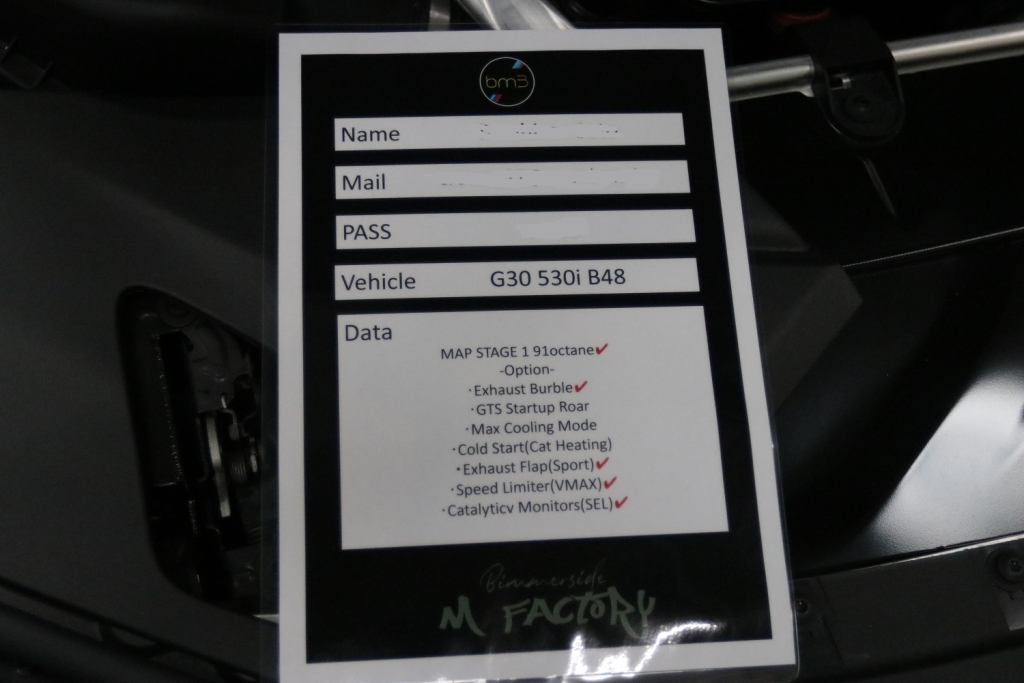 bm3
Name
Mail
PASS
Vehicle G30 530i B48
Data
MAP STAGE 1 91octane✔
-Option-
・Exhaust Burble✔
・GTS Startup Roar
・Max Cooling Mode
・Cold Start(Cat Heating)
・Exhaust Flap(Sport)✔
・Speed Limiter(VMAX)✔
・Catalyticv Monitors(SEL)✔
Bimmerside
M FACTORY